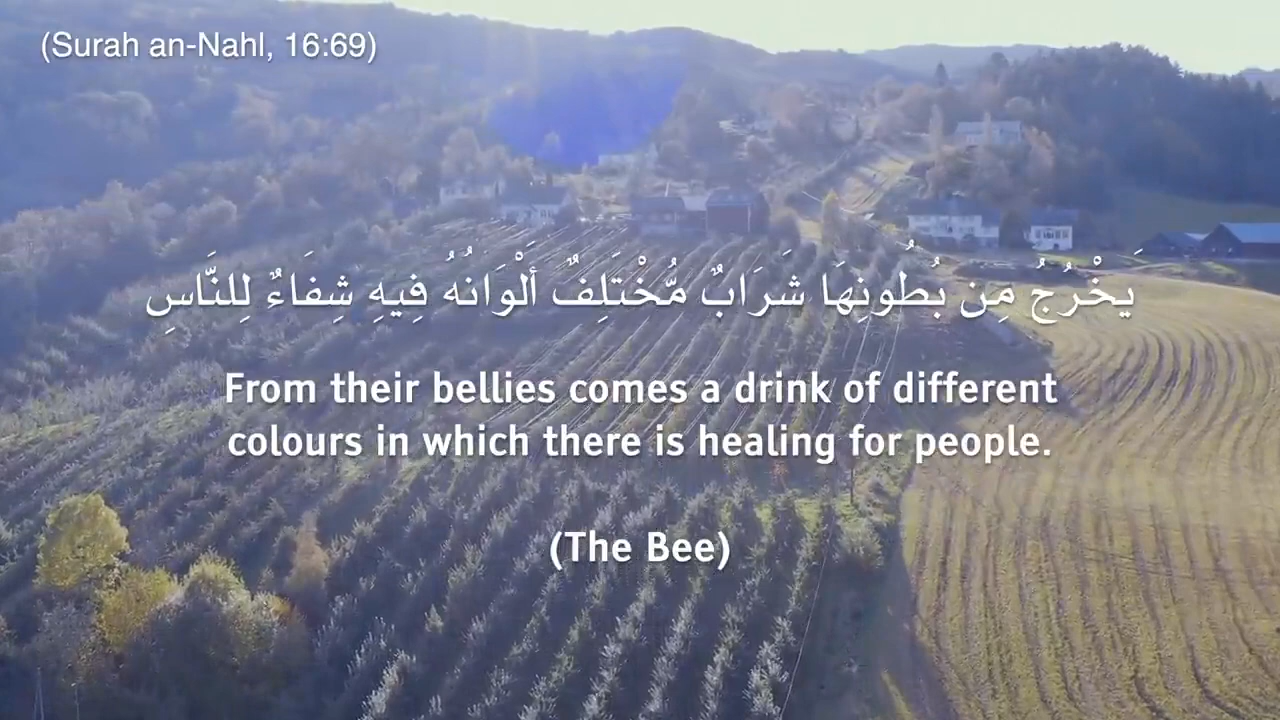 (Surah an-Nahl, 16:69)
يَخْرُجُ مِن بُطُونِهَا شَرَابٌ مُّخْتَلِفٌ أَلْوَانُهُ فِيهِ شِفَاءٌ لِلنَّاسِ
From their bellies comes a drink of different
colours in which there is healing for people.
(The Bee)